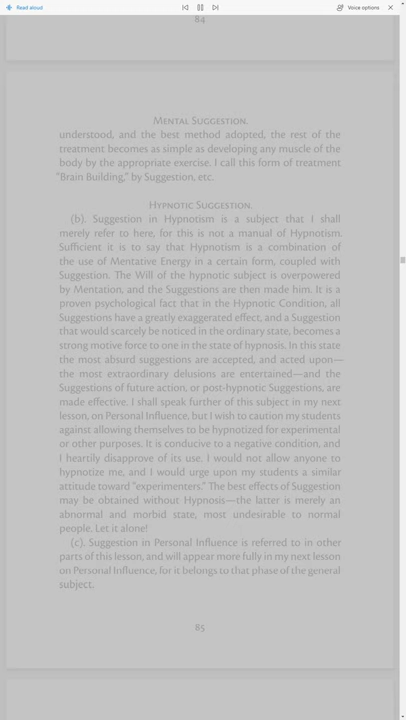 Read aloud
Voice options
84
MENTAL SUGGESTION.
understood, and the best method adopted, the rest of the
treatment becomes as simple as developing any muscle of the
body by the appropriate exercise. I call this form of treatment
"Brain Building," by Suggestion, etc.
HYPNOTIC SUGGESTION.
(b). Suggestion in Hypnotism is a subject that I shall
merely refer to here, for this is not a manual of Hypnotism.
Sufficient it is to say that Hypnotism is a combination of
the use of Mentative Energy in a certain form, coupled with
Suggestion. The Will of the hypnotic subject is overpowered
by Mentation, and the Suggestions are then made him. It is a
proven psychological fact that in the Hypnotic Condition, all
Suggestions have a greatly exaggerated effect, and a Suggestion
that would scarcely be noticed in the ordinary state, becomes a
strong motive force to one in the state of hypnosis. In this state
the most absurd suggestions are accepted, and acted upon—
the most extraordinary delusions are entertained—and the
Suggestions of future action, or post-hypnotic Suggestions, are
made effective. I shall speak further of this subject in my next
lesson, on Personal Influence, but I wish to caution my students
against allowing themselves to be hypnotized for experimental
or other purposes. It is conducive to a negative condition, and
I heartily disapprove of its use. I would not allow anyone to
hypnotize me, and I would urge upon my students a similar
attitude toward "experimenters." The best effects of Suggestion
may be obtained without Hypnosis—the latter is merely an
abnormal and morbid state, most undesirable to normal
people. Let it alone!
(c). Suggestion in Personal Influence is referred to in other
parts of this lesson, and will appear more fully in my next lesson
on Personal Influence, for it belongs to that phase of the general
subject.
85